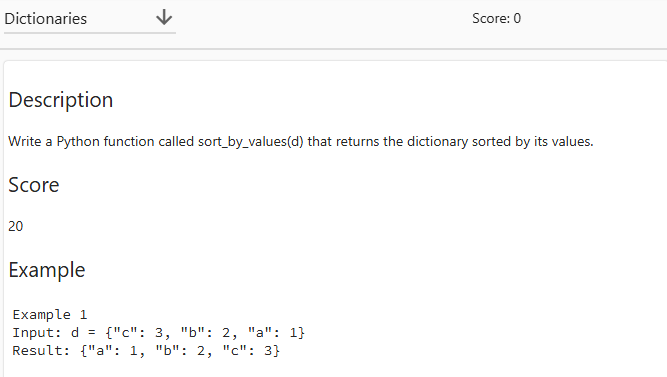 Dictionaries
Score: 0
Description
Write a Python function called sort_by_values(d) that returns the dictionary sorted by its values.
Score
20
Example
Example 1
Input: d = {"c": 3, "b": 2, "a": 1}
Result: {"a": 1, "b": 2, "c": 3}